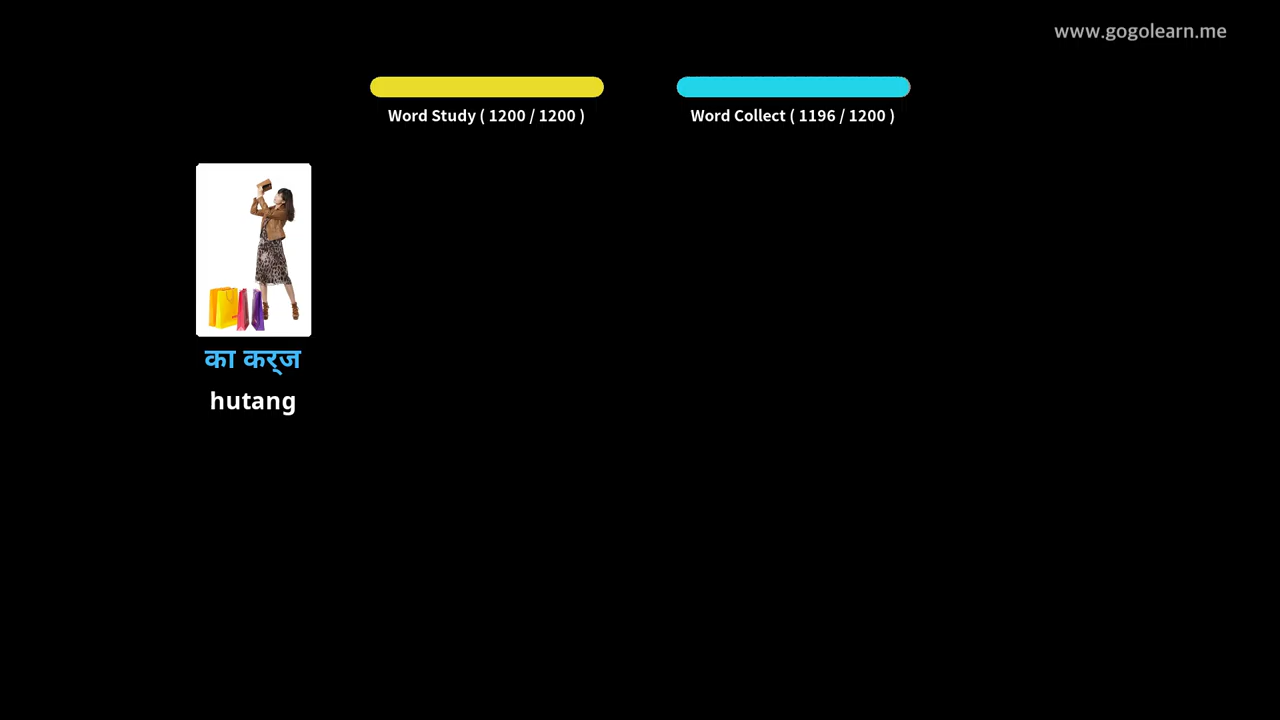 www.gogolearn.me
Word Study ( 1200 / 1200 )
Word Collect ( 1196 / 1200 )
का कर्‌ज
hutang